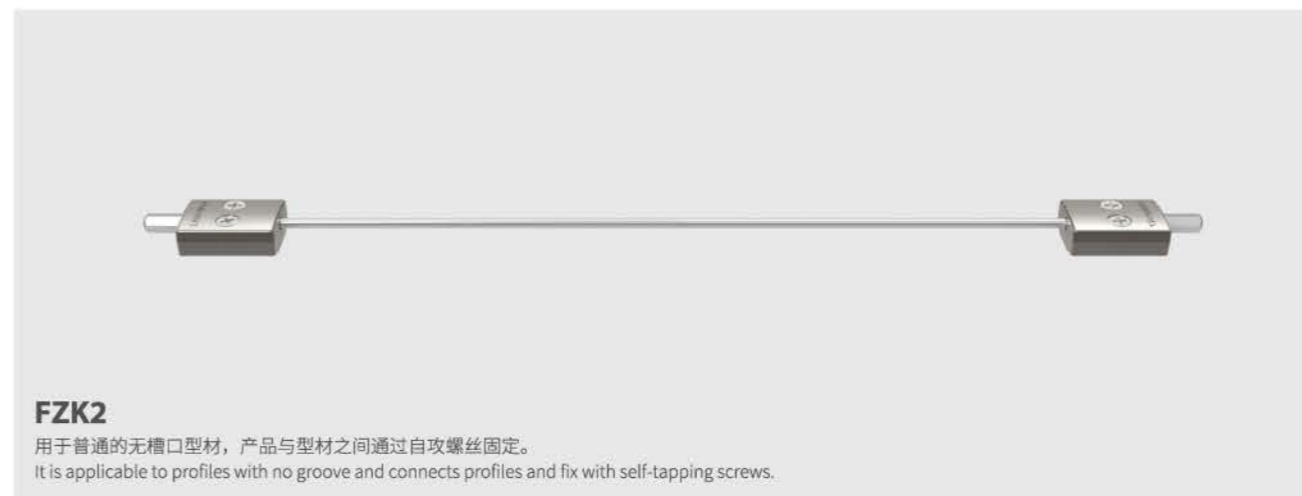 FZK2
用于普通的无槽口型材，产品与型材之间通过自攻螺丝固定。
It is applicable to profiles with no groove and connects profiles and fix with self-tapping screws.